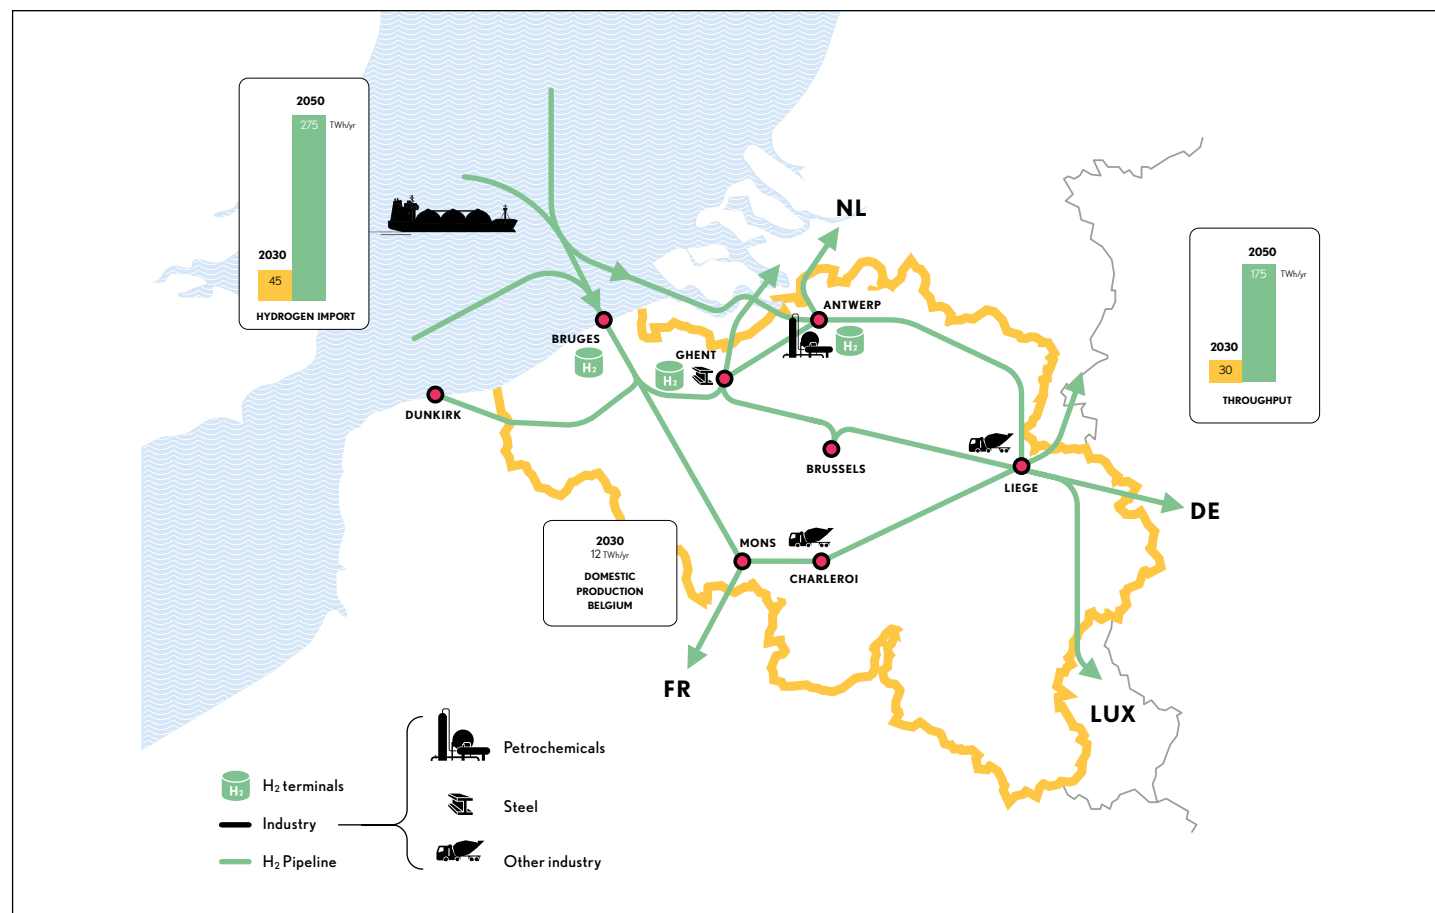 2050
275 TWh/yr
2030
45
HYDROGEN IMPORT
NL
2050
175 TWh/yr
2030
30
THROUGHPUT
ANTWERP
H₂
BRUGES
H₂
GHENT
H₂
DUNKIRK
BRUSSELS
LIEGE
DE
2030
12 TWh/yr
DOMESTIC
PRODUCTION
BELGIUM
MONS
CHARLEROI
FR
LUX
H₂
H₂ terminals
Industry
H₂ Pipeline
Petrochemicals
Steel
Other industry